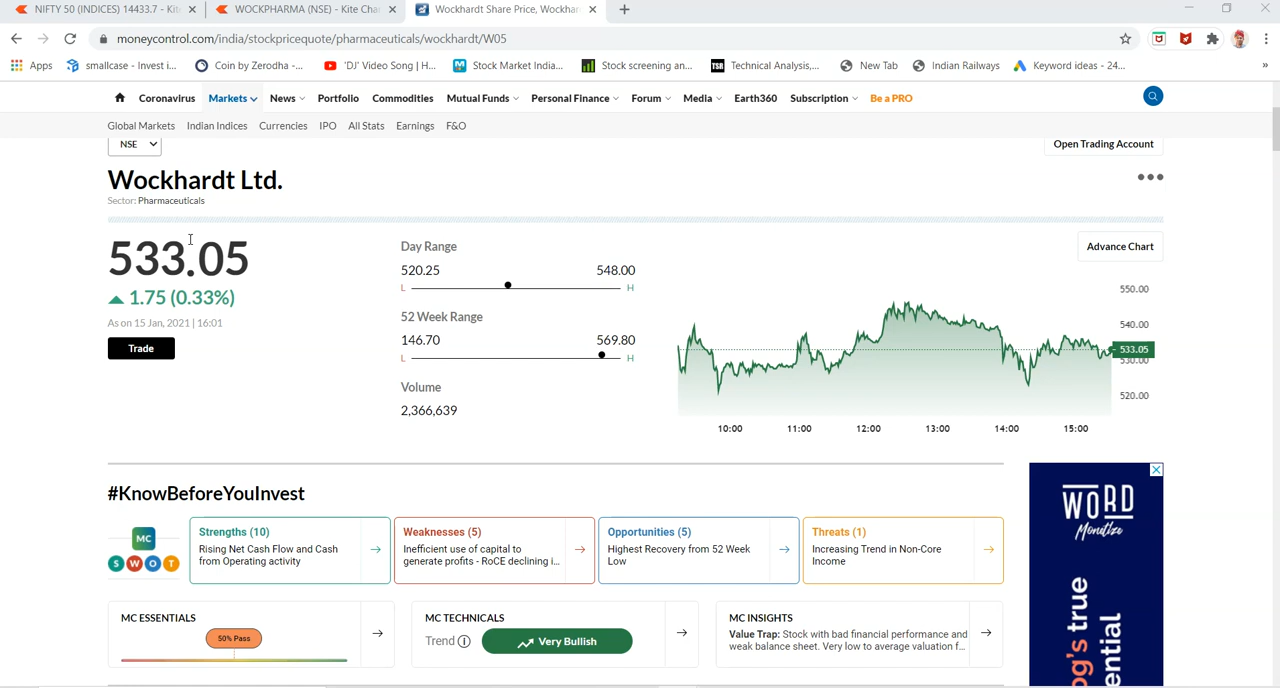 NIFTY 50 (INDICES) 14433.7 - Kit
WOCKPHARMA (NSE) - Kite Cha
Wockhardt Share Price, Wockhar
moneycontrol.com/india/stockpricequote/pharmaceuticals/wockhardt/W05
Apps
smallcase - Invest i...
Coin by Zerodha -...
'DJ' Video Song | H...
Stock Market India...
Stock screening an...
TSR
Technical Analysis,...
New Tab
Indian Railways
Keyword ideas - 24...
»
Coronavirus
Markets
News
Portfolio
Commodities
Mutual Funds
Personal Finance
Forum
Media
Earth360
Subscription
Be a PRO
Global Markets
Indian Indices
Currencies
IPO
All Stats
Earnings
F&O
NSE
Open Trading Account
Wockhardt Ltd.
Sector: Pharmaceuticals
533.05
1.75 (0.33%)
As on 15 Jan, 2021 | 16:01
Trade
Day Range
520.25 548.00
L H
52 Week Range
146.70 569.80
L H
Volume
2,366,639
Advance Chart
550.00
540.00
533.05
530.00
520.00
10:00 11:00 12:00 13:00 14:00 15:00
#KnowBeforeYouInvest
MC
S W O T
Strengths (10)
Rising Net Cash Flow and Cash
from Operating activity
Weaknesses (5)
Inefficient use of capital to
generate profits - RoCE declining i...
Opportunities (5)
Highest Recovery from 52 Week
Low
Threats (1)
Increasing Trend in Non-Core
Income
MC ESSENTIALS
50% Pass
MC TECHNICALS
Trend
Very Bullish
MC INSIGHTS
Value Trap: Stock with bad financial performance and
weak balance sheet. Very low to average valuation f...
WORD
Monetize
og's true
ential